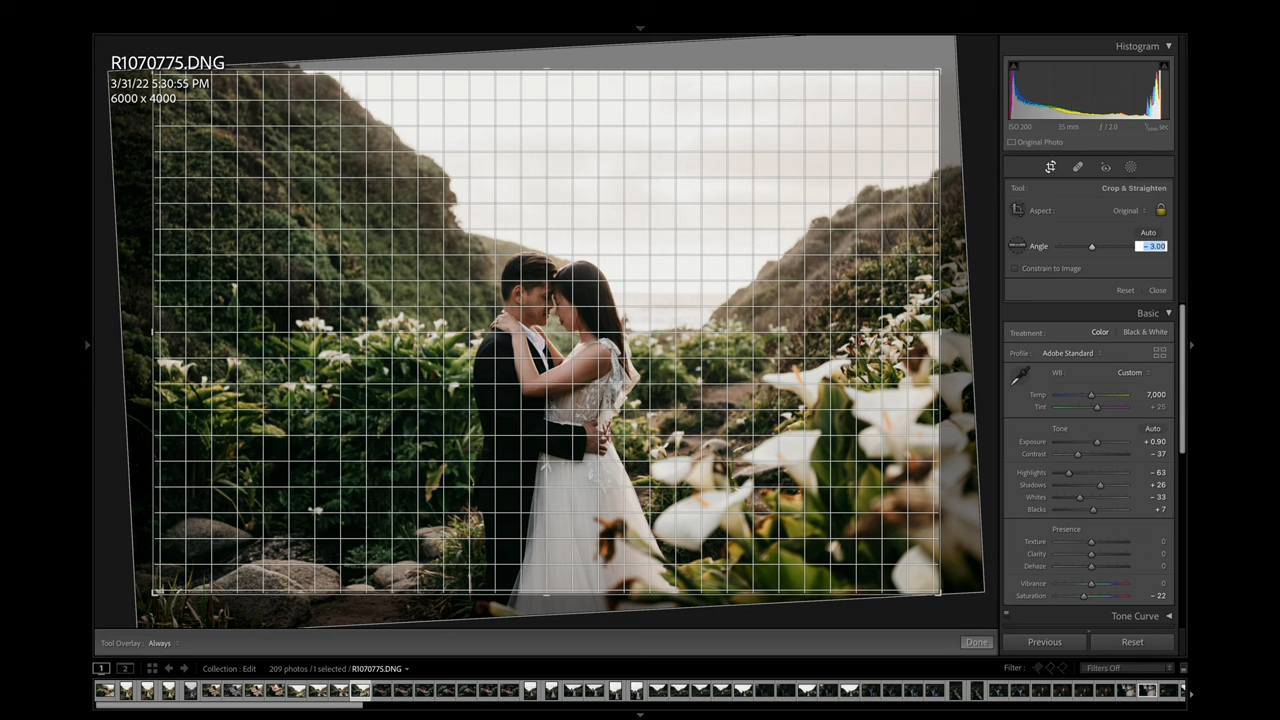 R1070775.DNG
3/31/22 5:30:55 PM
6000 x 4000
Histogram
ISO 200 35 mm ƒ / 2.0 sec
Original Photo
Tool : Crop & Straighten
Aspect : Original
Auto
Angle - 3.00
Constrain to Image
Reset Close
Basic
Treatment : Color Black & White
Profile : Adobe Standard
WB : Custom
Temp 7,000
Tint + 25
Tone Auto
Exposure + 0.90
Contrast - 37
Highlights - 63
Shadows + 26
Whites - 33
Blacks + 7
Presence
Texture 0
Clarity 0
Dehaze 0
Vibrance 0
Saturation - 22
Tone Curve
Tool Overlay : Always
Done
Previous Reset
1 2 Collection : Edit 209 photos / 1 selected / R1070775.DNG
Filter : Filters Off